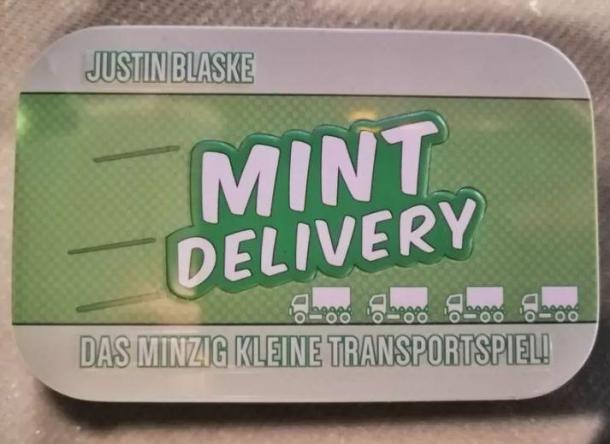 JUSTIN BLASKE
MINT
DELIVERY
DAS MINZIG KLEINE TRANSPORTSPIEL!